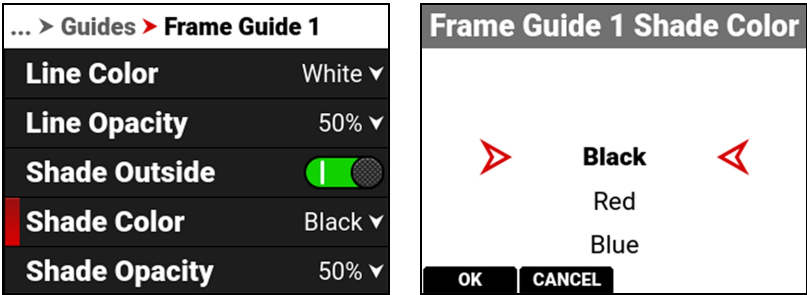 ... > Guides > Frame Guide 1
Line Color White
Line Opacity 50%
Shade Outside
Shade Color Black
Shade Opacity 50%
Frame Guide 1 Shade Color
Black
Red
Blue
OK CANCEL